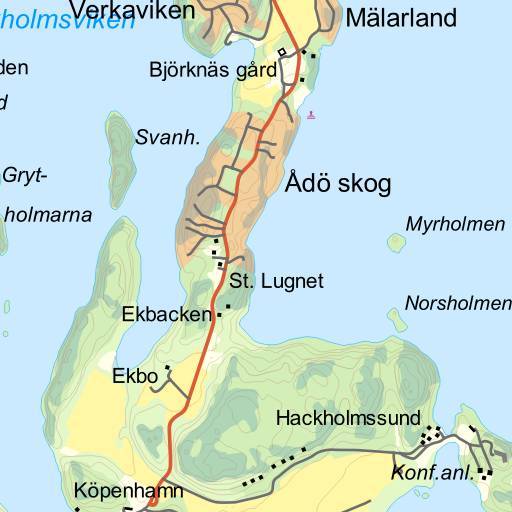 Verkaviken
Mälarland
holmsviken
Björknäs gård
den
Svanh.
Gryt-
holmarna
Ådö skog
Myrholmen
St. Lugnet
Norsholmen
Ekbacken
Ekbo
Hackholmssund
Konf.anl.
Köpenhamn